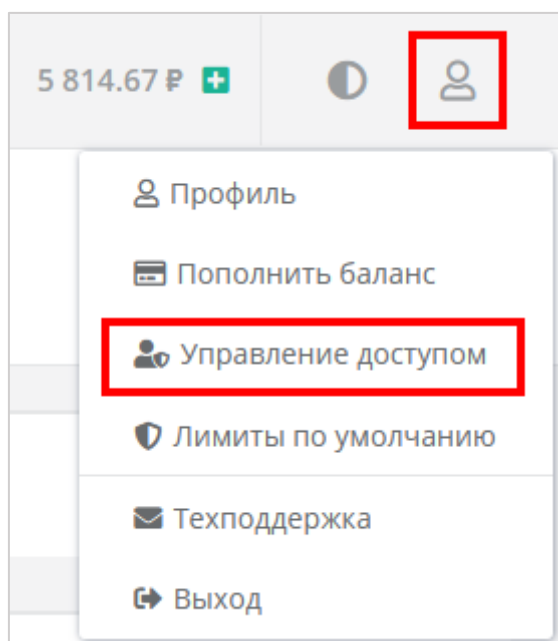 5 814.67 ₽
Профиль
Пополнить баланс
Управление доступом
Лимиты по умолчанию
Техподдержка
Выход